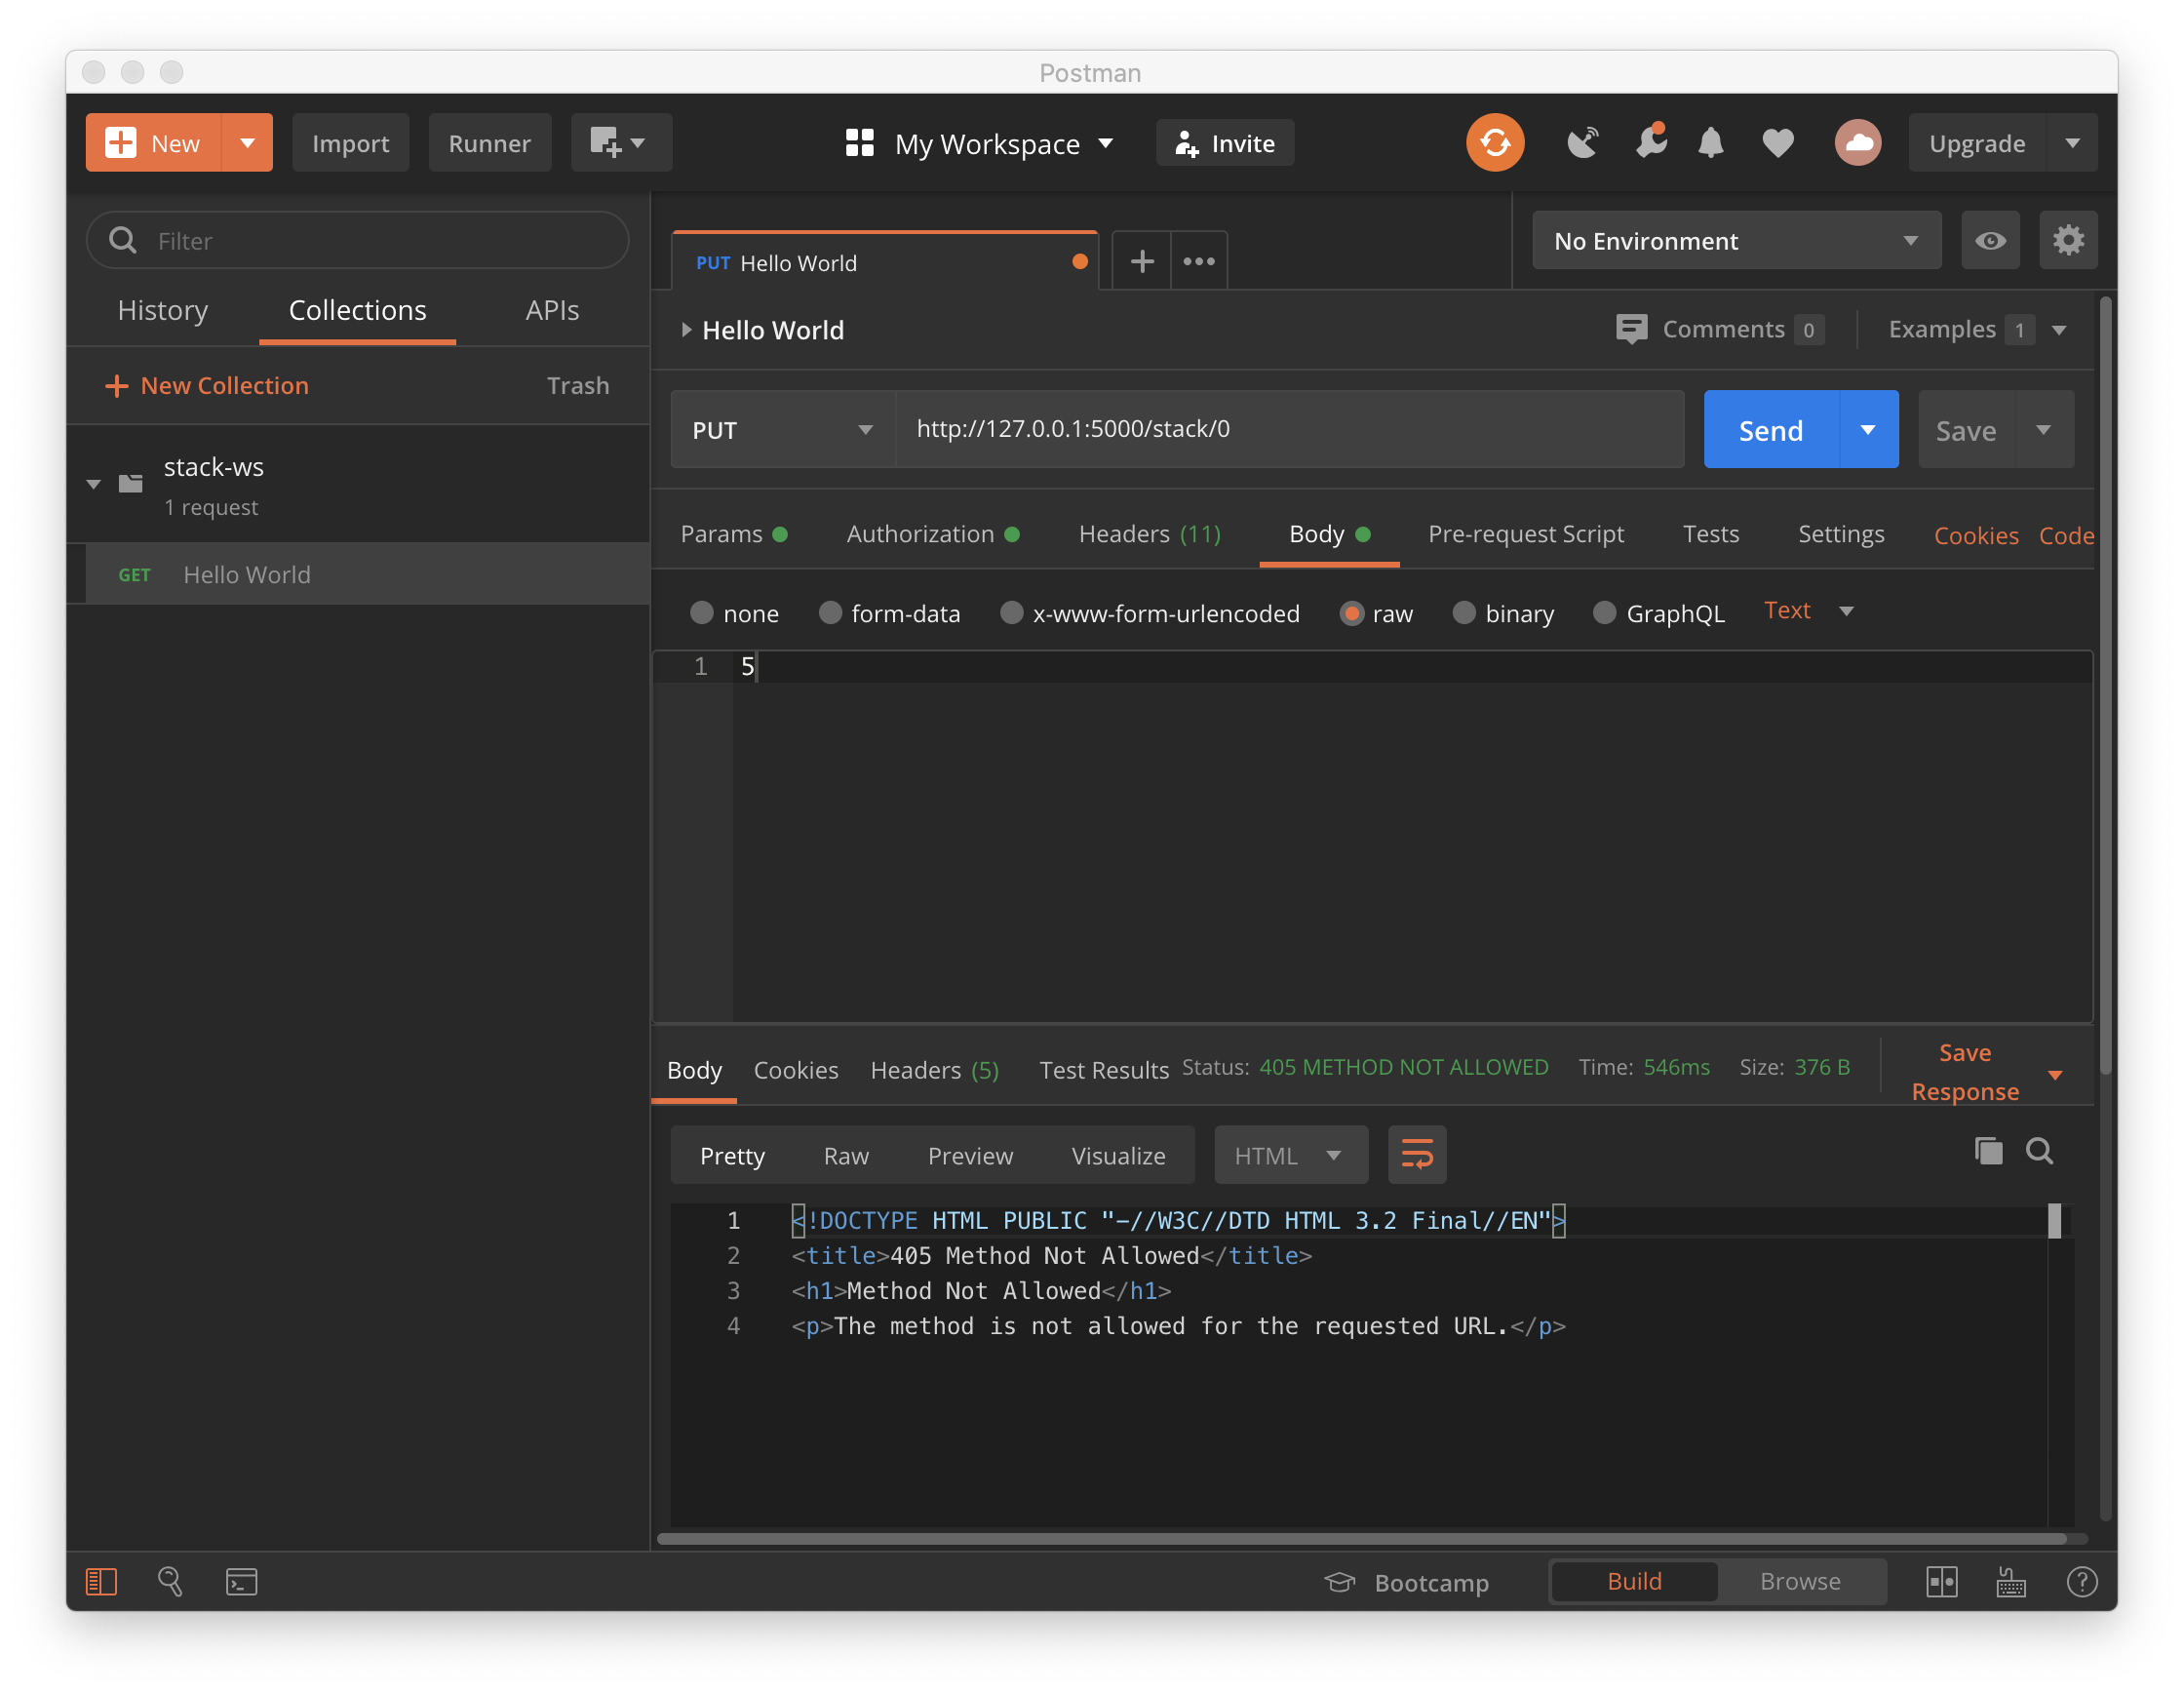 Postman
New Import Runner My Workspace Invite Upgrade
Filter
History Collections APIs
New Collection Trash
stack-ws
1 request
GET Hello World
PUT Hello World
No Environment
Hello World Comments 0 Examples 1
PUT http://127.0.0.1:5000/stack/0 Send Save
Params Authorization Headers (11) Body Pre-request Script Tests Settings Cookies Code
none form-data x-www-form-urlencoded raw binary GraphQL Text
1 5
Body Cookies Headers (5) Test Results Status: 405 METHOD NOT ALLOWED Time: 546ms Size: 376 B Save
Response
Pretty Raw Preview Visualize HTML
1 <!DOCTYPE HTML PUBLIC "-//W3C//DTD HTML 3.2 Final//EN">
2 <title>405 Method Not Allowed</title>
3 <h1>Method Not Allowed</h1>
4 <p>The method is not allowed for the requested URL.</p>
Bootcamp Build Browse